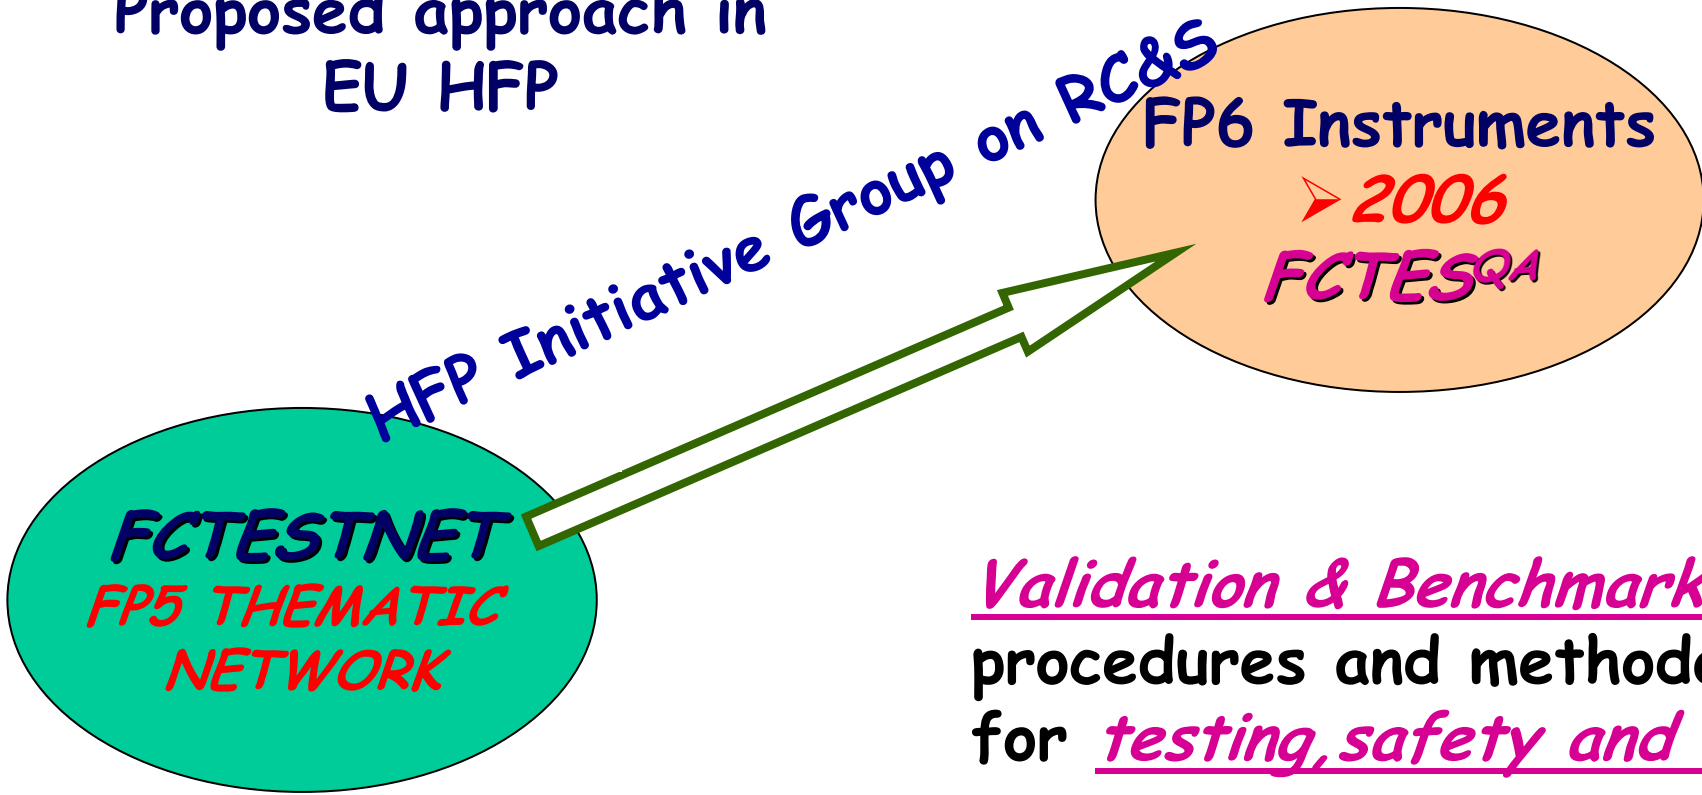 Proposed approach in
EU HFP
HFP Initiative Group on RC&S
FP6 Instruments
➢2006
FCTESQA
FCTESTNET
FP5 THEMATIC
NETWORK
Validation & Benchmark
procedures and method
for testing,safety and